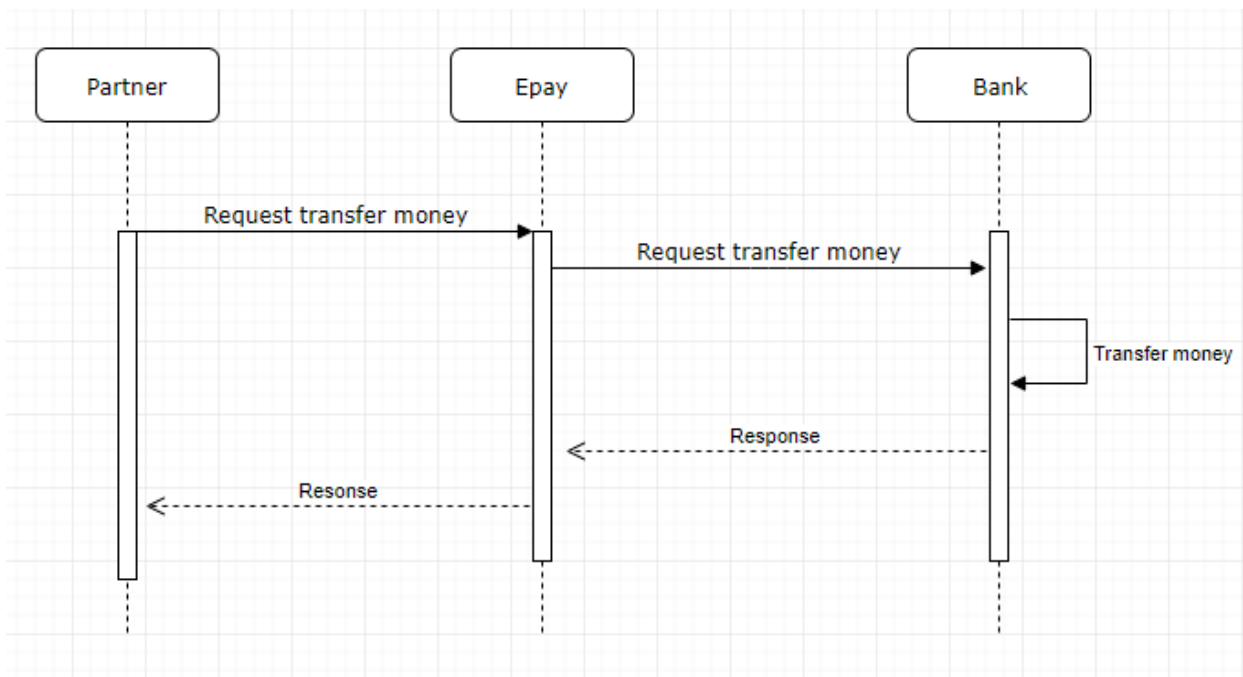 Partner
Epay
Bank
Request transfer money
Request transfer money
Transfer money
Response
Resonse